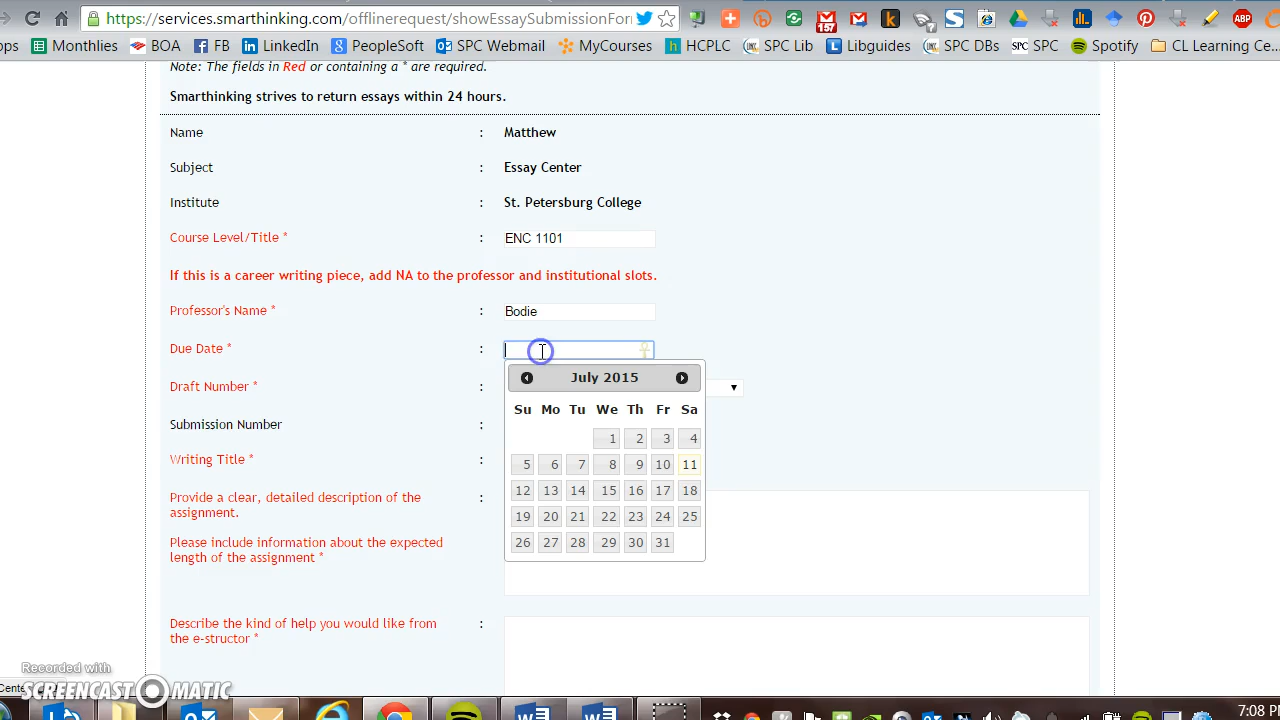 https://services.smarthinking.com/offlinerequest/showEssaySubmissionFor
157
ABP
ops Monthlies BOA FB LinkedIn PeopleSoft SPC Webmail MyCourses HCPLC SPC Lib Libguides SPC DBs SPC SPC Spotify CL Learning Ce...
Note: The fields in Red or containing a * are required.
Smarthinking strives to return essays within 24 hours.
Name : Matthew
Subject : Essay Center
Institute : St. Petersburg College
Course Level/Title * : ENC 1101
If this is a career writing piece, add NA to the professor and institutional slots.
Professor's Name * : Bodie
Due Date * :
July 2015
Draft Number * :
Su Mo Tu We Th Fr Sa
Submission Number :
1 2 3 4
Writing Title * :
5 6 7 8 9 10 11
12 13 14 15 16 17 18
Provide a clear, detailed description of the :
assignment.
19 20 21 22 23 24 25
Please include information about the expected
26 27 28 29 30 31
length of the assignment *
Describe the kind of help you would like from :
the e-structor *
Recorded with
Cente
SCREENCAST MATIC
7:08 PM